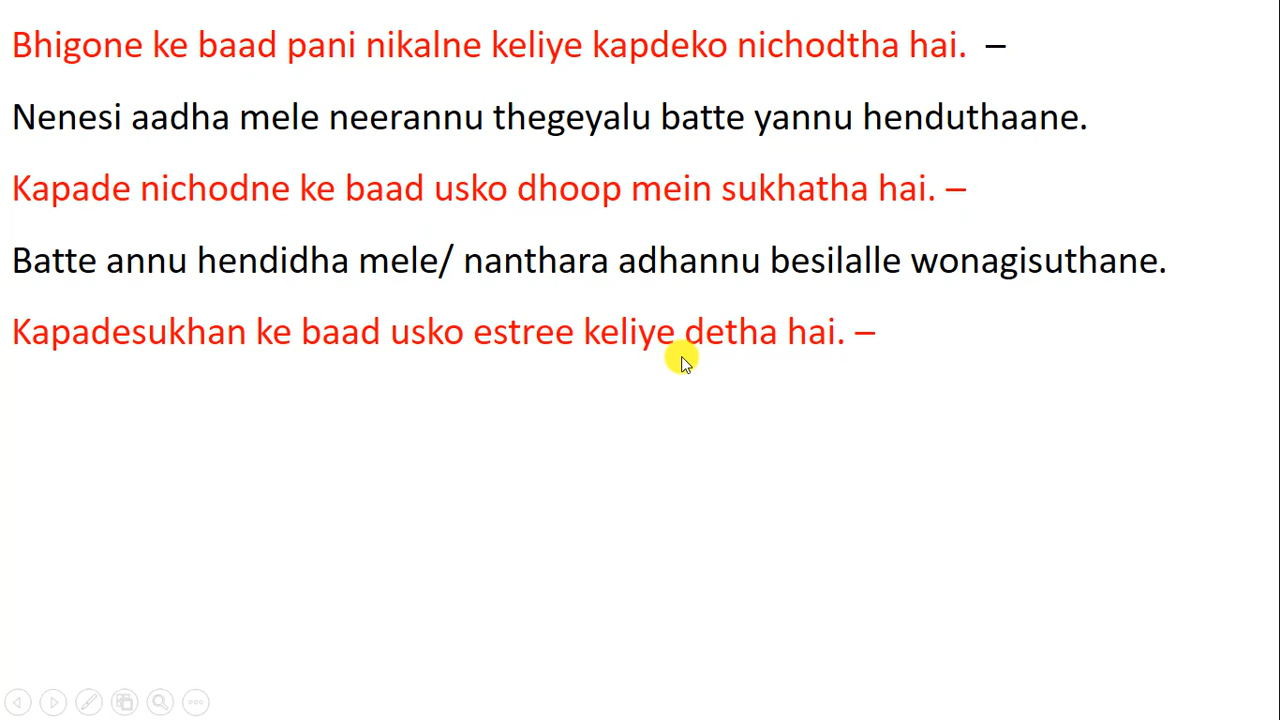 Bhigone ke baad pani nikalne keliye kapdeko nichodtha hai.  –
Nenesi aadha mele neerannu thegeyalu batte yannu henduthaane.
Kapade nichodne ke baad usko dhoop mein sukhatha hai. –
Batte annu hendidha mele/ nanthara adhannu besilalle wonagisuthane.
Kapadesukhan ke baad usko estree keliye detha hai. –